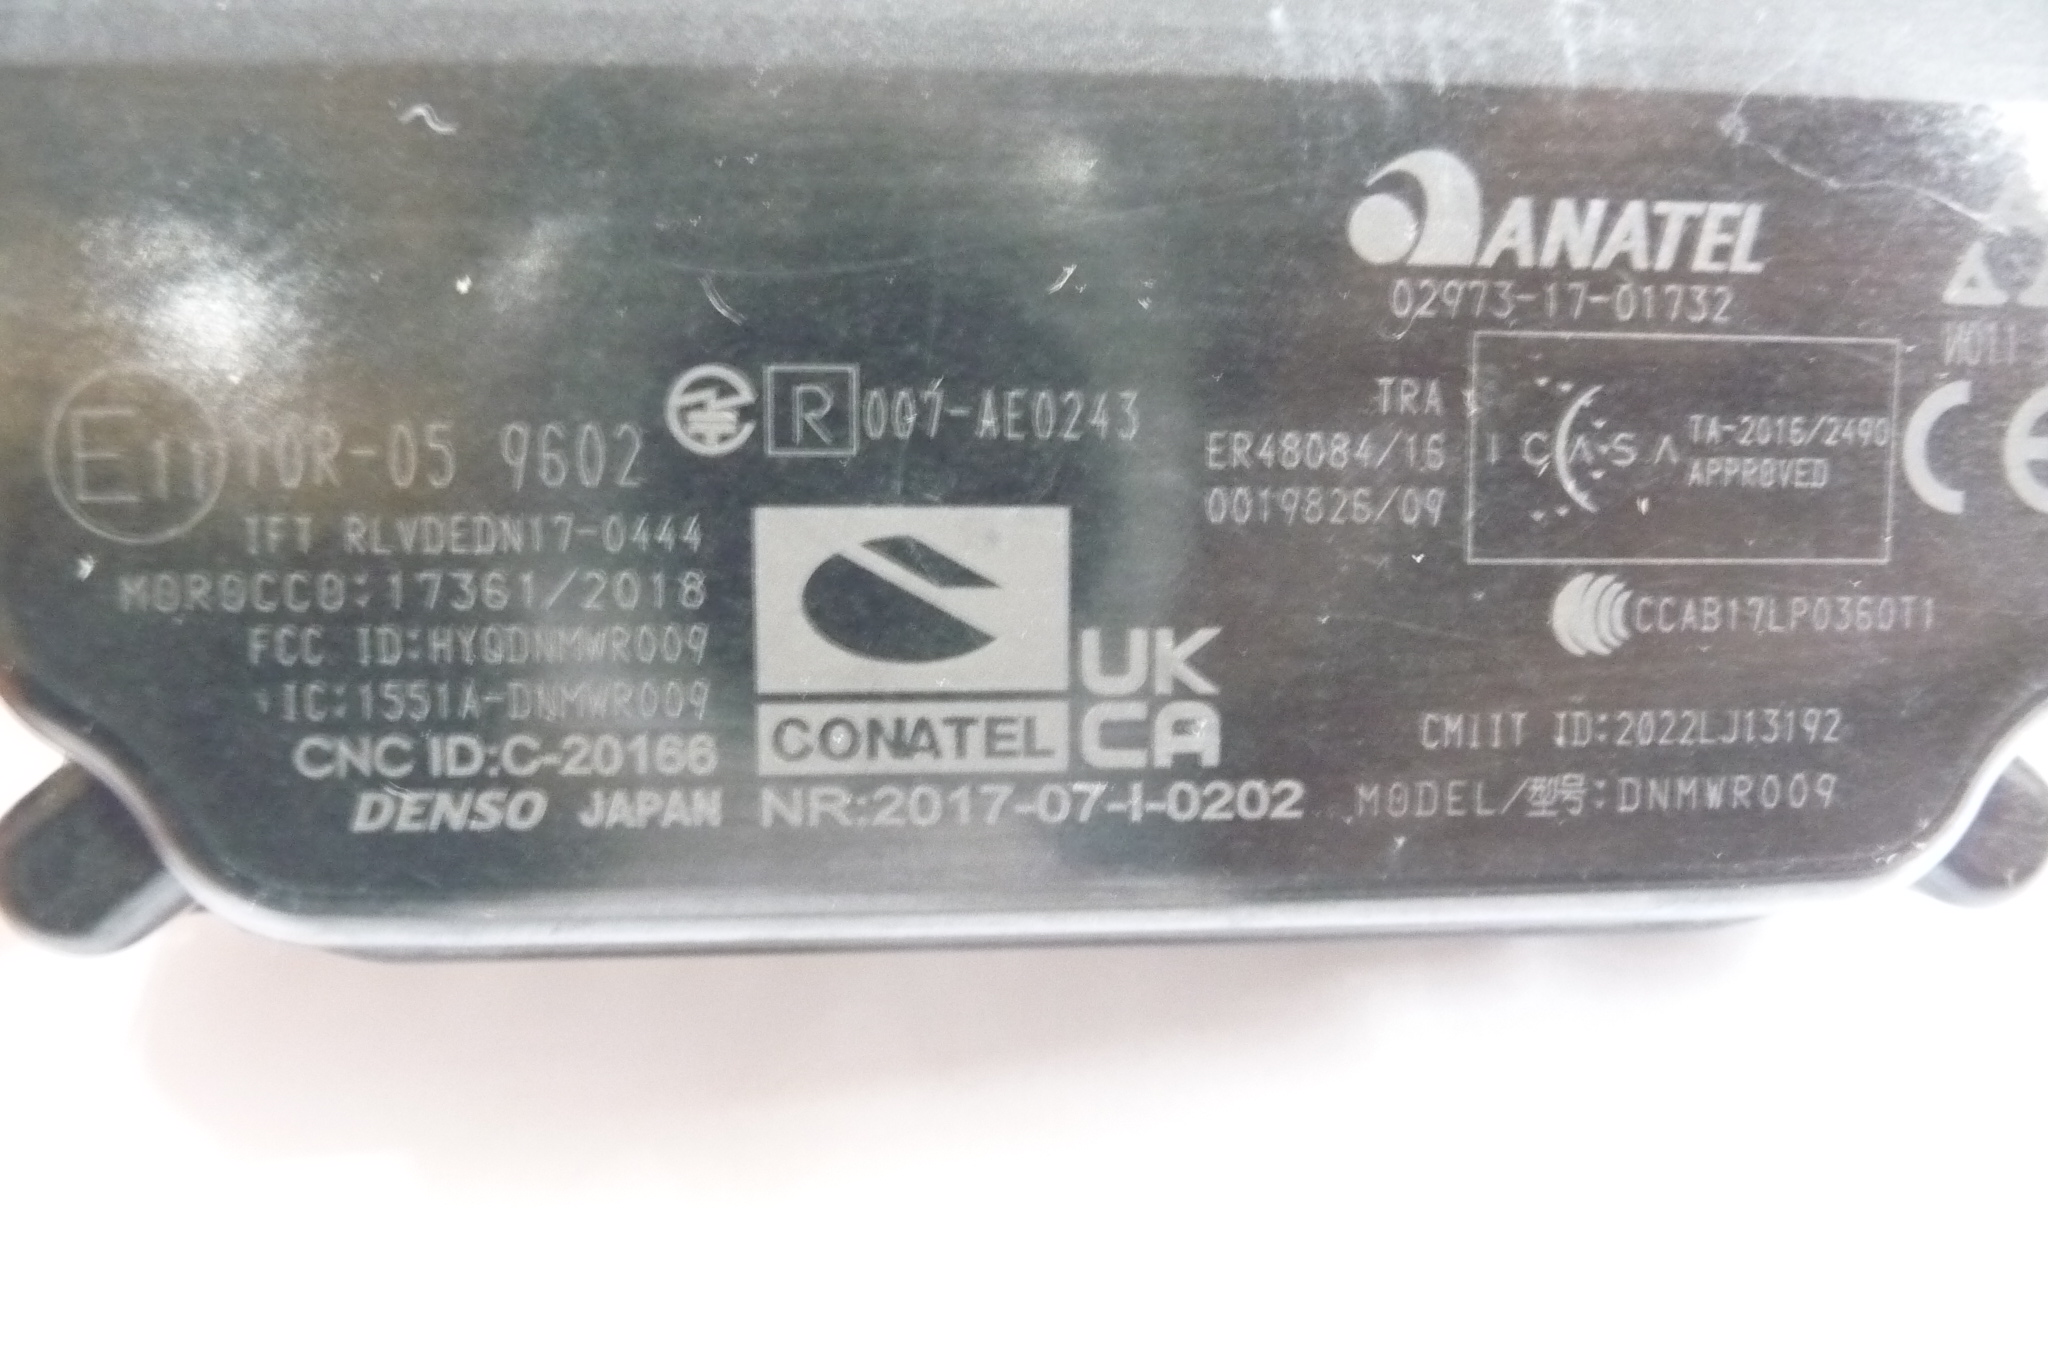 ANATEL
02973-17-01732
E11 10R-05 9602
R 007-AE0243
TRA
ER48084/16
0019826/09
ICASA TA-2016/2490
APPROVED
CE
IFT RLVDEDN17-0444
MOROCCO:17361/2018
FCC ID:HYQDNMWR009
IC:1551A-DNMWR009
CNC ID:C-20166
DENSO JAPAN
CONATEL
UK
CA
NR:2017-07-I-0202
CCAB17LP0360T1
CMIIT ID:2022LJ13192
MODEL/型号:DNMWR009